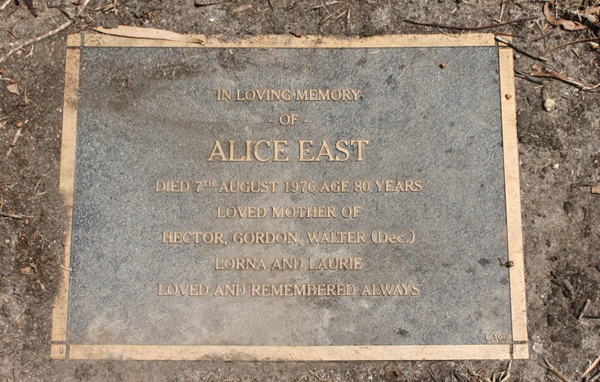 IN LOVING MEMORY
- OF -
ALICE EAST
DIED 7TH AUGUST 1976 AGE 80 YEARS
LOVED MOTHER OF
HECTOR, GORDON, WALTER (Dec.)
LORNA AND LAURIE
LOVED AND REMEMBERED ALWAYS